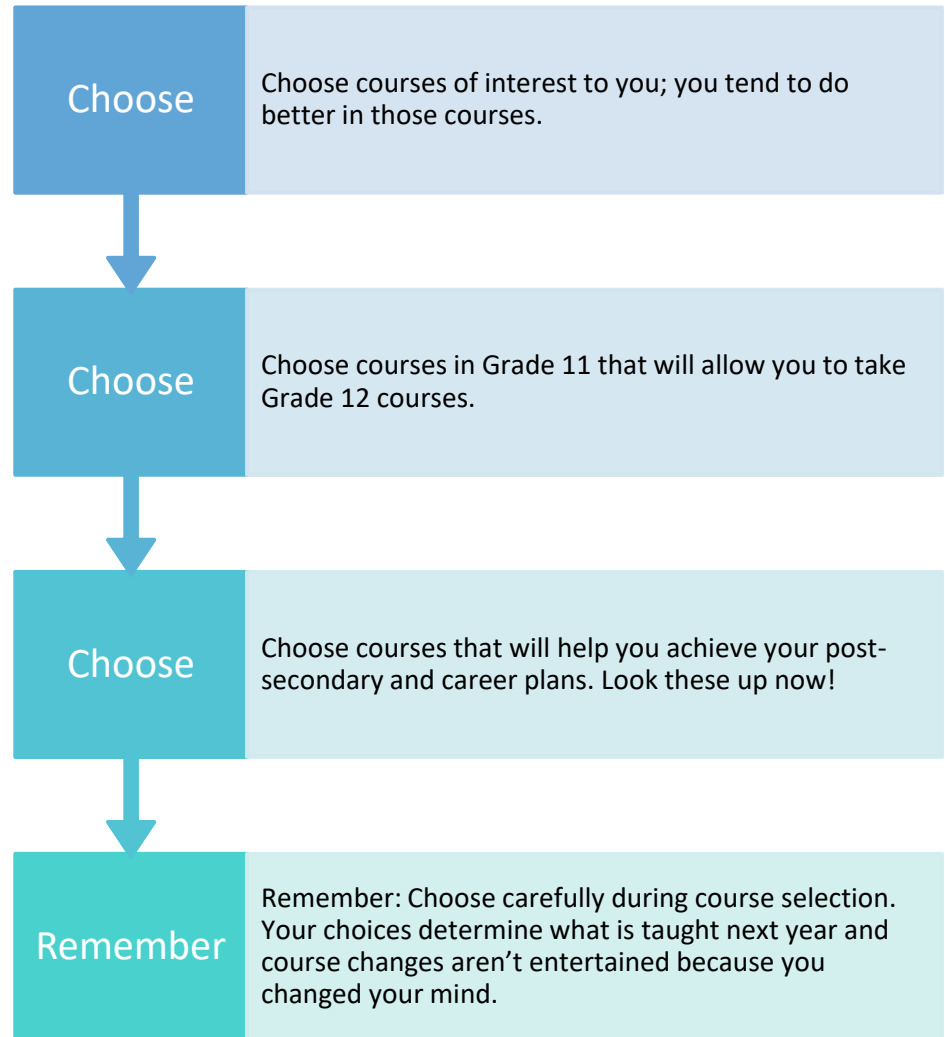 Choose
Choose courses of interest to you; you tend to do
better in those courses.
Choose
Choose courses in Grade 11 that will allow you to take
Grade 12 courses.
Choose
Choose courses that will help you achieve your post-
secondary and career plans. Look these up now!
Remember
Remember: Choose carefully during course selection.
Your choices determine what is taught next year and
course changes aren’t entertained because you
changed your mind.